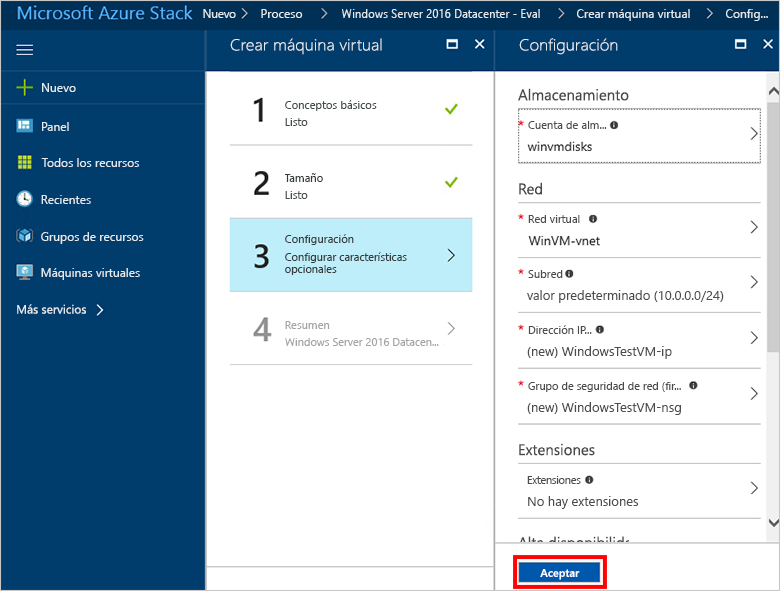 Microsoft Azure Stack Nuevo > Proceso > Windows Server 2016 Datacenter - Eval > Crear máquina virtual > Config...
Nuevo
Panel
Todos los recursos
Recientes
Grupos de recursos
Máquinas virtuales
Más servicios
Crear máquina virtual
1
Conceptos básicos
Listo
2
Tamaño
Listo
3
Configuración
Configurar características
opcionales
4
Resumen
Windows Server 2016 Datacen...
Configuración
Almacenamiento
* Cuenta de alm...
winvmdisks
Red
* Red virtual
WinVM-vnet
* Subred
valor predeterminado (10.0.0.0/24)
* Dirección IP...
(new) WindowsTestVM-ip
* Grupo de seguridad de red (fir...
(new) WindowsTestVM-nsg
Extensiones
Extensiones
No hay extensiones
Alta disponibilida
Aceptar